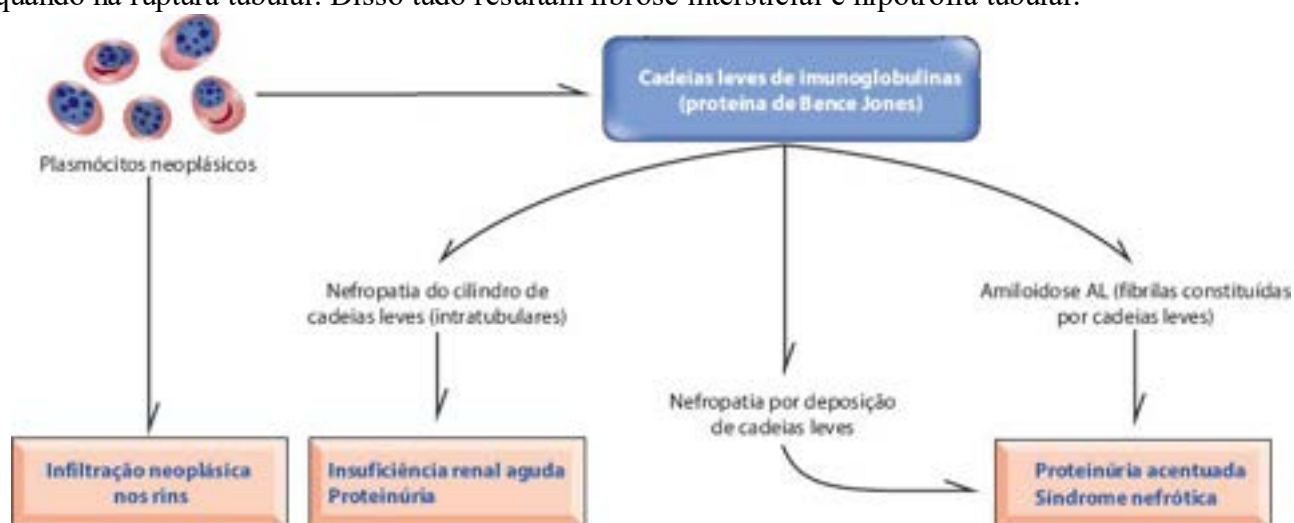 quando há ruptura tubular. Disso tudo resultam fibrose intersticial e hipotrofia tubular.
Cadeias leves de imunoglobulinas
(proteína de Bence Jones)
Plasmócitos neoplásicos
Nefropatia do cilindro de
cadeias leves (intratubulares)
Amiloidose AL (fibrilas constituídas
por cadeias leves)
Nefropatia por deposição
de cadeias leves
Infiltração neoplásica
nos rins
Insuficiência renal aguda
Proteinúria
Proteinúria acentuada
Síndrome nefrótica